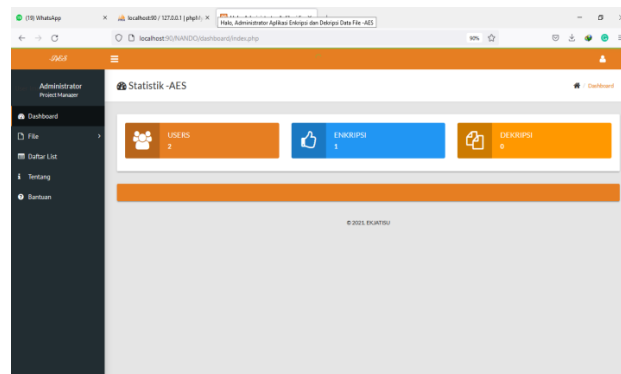 (19) WhatsApp
localhost:90 / 127.0.0.1 | phpM
Halo, Administrator Aplikasi Enkripsi dan Dekripsi Data File -AES
localhost:90/NANDO/dashboard/index.php
90%
Administrator
Project Manager
Statistik -AES
/ Dashboard
Dashboard
File
Daftar List
Tentang
Bantuan
USERS
2
ENKRIPSI
1
DEKRIPSI
0
© 2021, EKJATISU